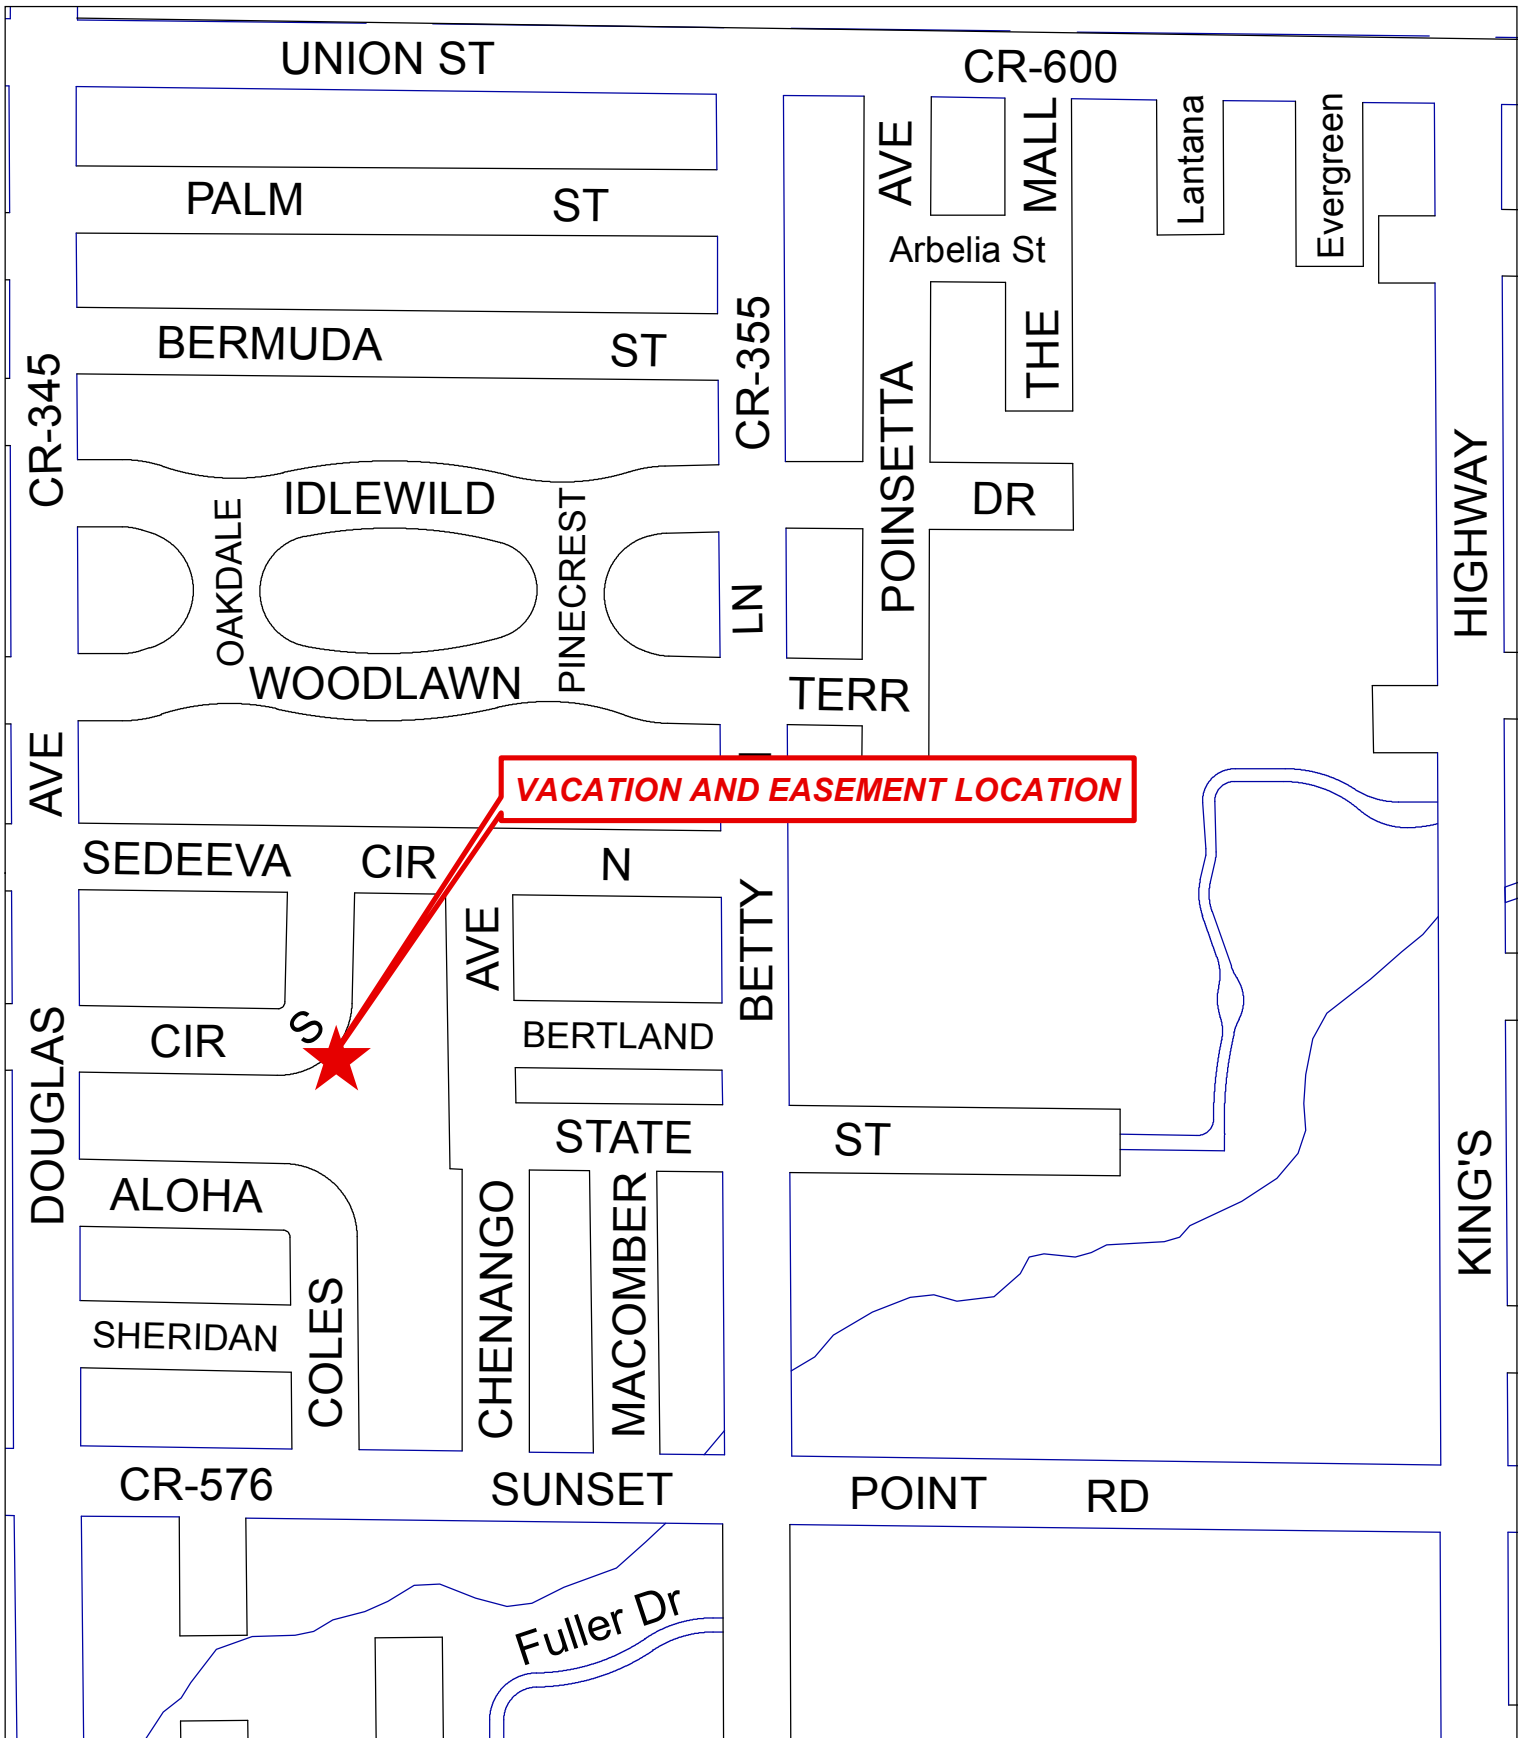 UNION ST
CR-600
PALM ST
AVE
MALL
Lantana
Evergreen
Arbelia St
BERMUDA ST
CR-355
THE
CR-345
POINSETTA
HIGHWAY
IDLEWILD
DR
OAKDALE
PINECREST
LN
WOODLAWN
TERR
AVE
VACATION AND EASEMENT LOCATION
SEDEEVA CIR N
AVE
BETTY
DOUGLAS
CIR S
BERTLAND
STATE ST
KING'S
ALOHA
CHENANGO
MACOMBER
SHERIDAN
COLES
CR-576
SUNSET POINT RD
Fuller Dr